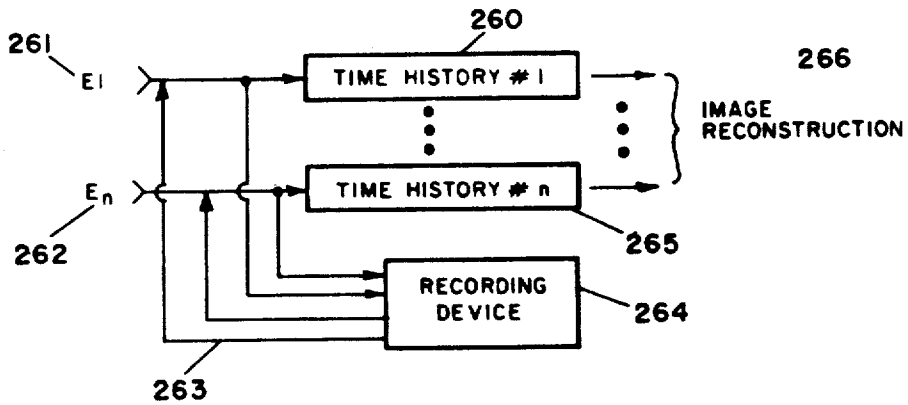 260
261
266
E1
TIME HISTORY # 1
IMAGE
RECONSTRUCTION
En
TIME HISTORY # n
262
265
RECORDING
DEVICE
264
263